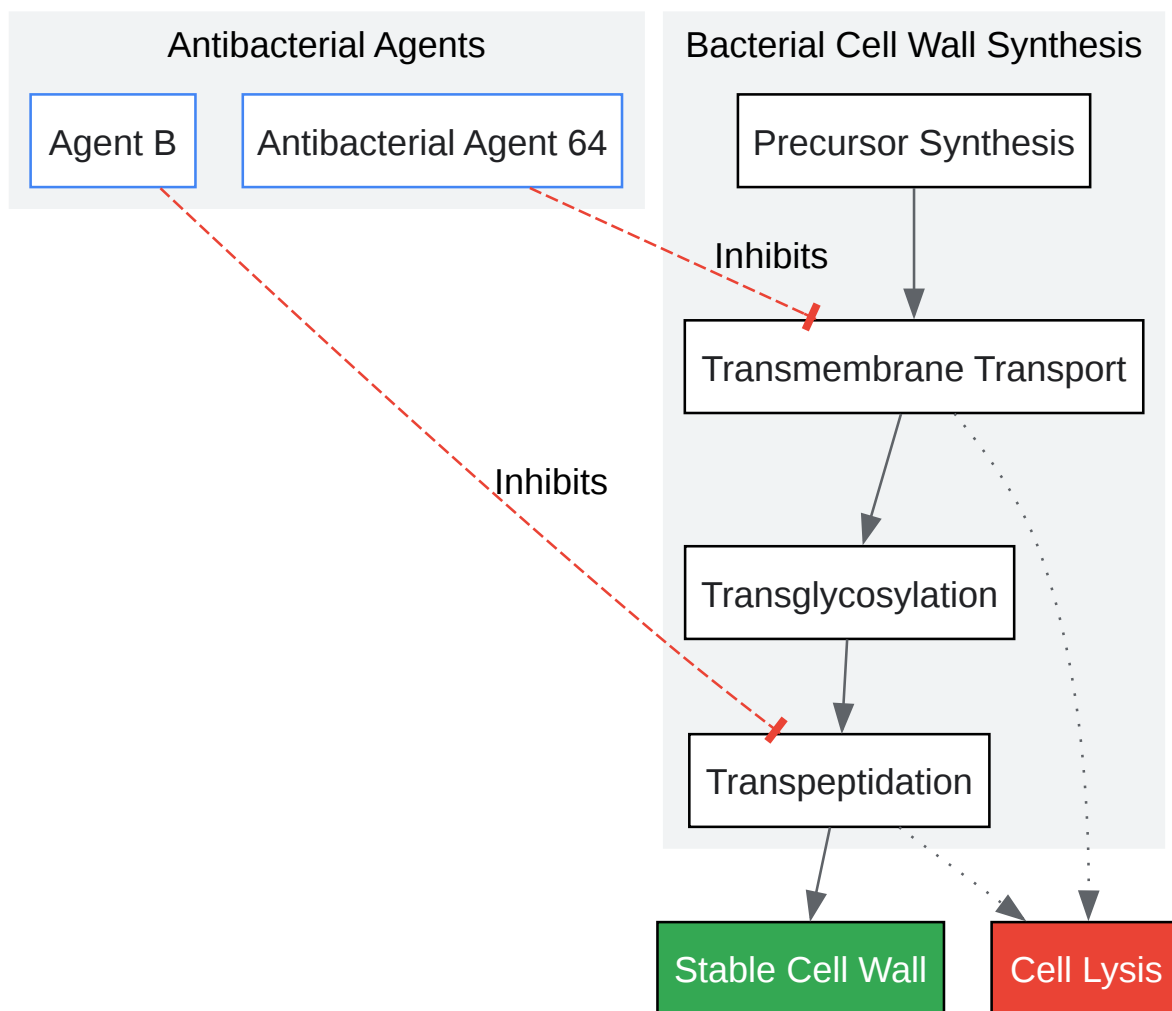 Antibacterial Agents
Bacterial Cell Wall Synthesis
Agent B
Antibacterial Agent 64
Precursor Synthesis
Inhibits
Transmembrane Transport
Inhibits
Transglycosylation
Transpeptidation
Stable Cell Wall
Cell Lysis